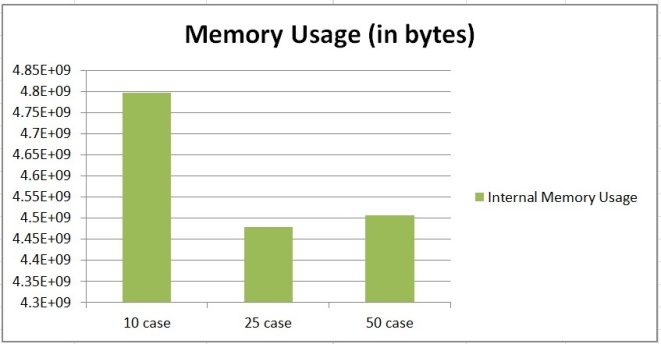 Memory Usage (in bytes)
4.85E+09
4.8E+09
4.75E+09
4.7E+09
4.65E+09
4.6E+09
4.55E+09
4.5E+09
4.45E+09
4.4E+09
4.35E+09
4.3E+09
10 case 25 case 50 case
Internal Memory Usage